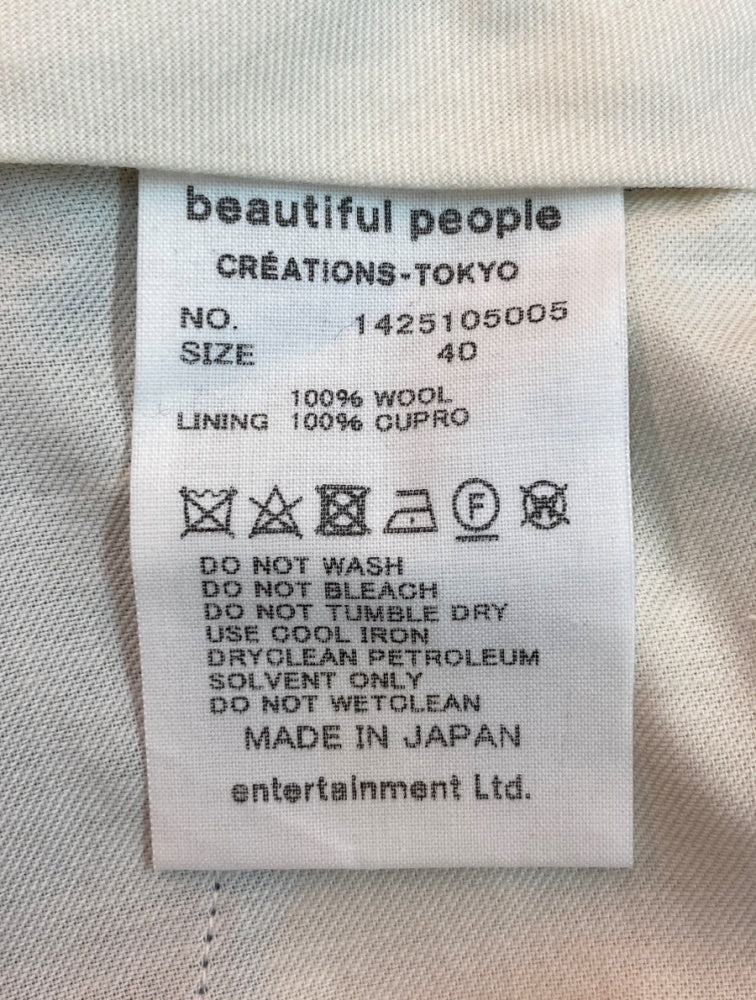 beautiful people
CRÉATIONS-TOKYO
NO. 1425105005
SIZE 40
100% WOOL
LINING 100% CUPRO
F
W
DO NOT WASH
DO NOT BLEACH
DO NOT TUMBLE DRY
USE COOL IRON
DRYCLEAN PETROLEUM
SOLVENT ONLY
DO NOT WETCLEAN
MADE IN JAPAN
entertainment Ltd.